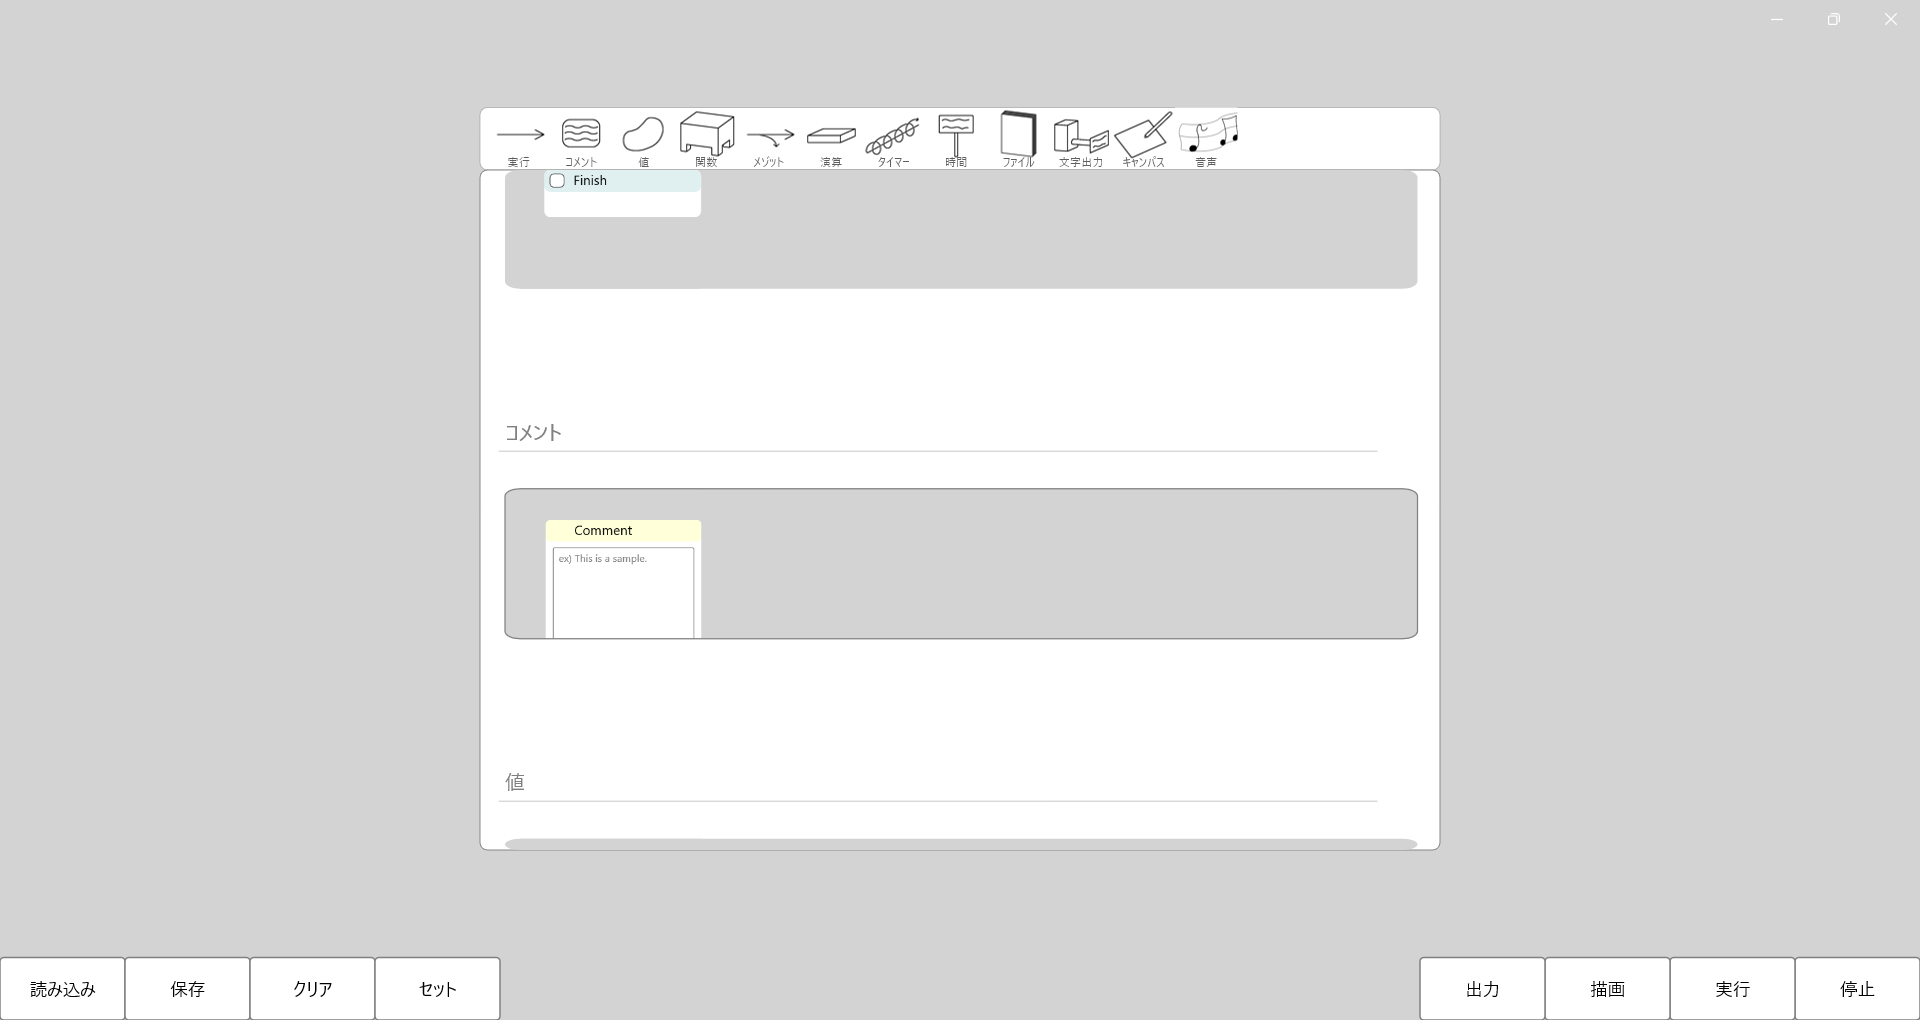 実行 コメント 値 関数 メゾット 演算 タイマー 時間 ファイル 文字出力 キャンパス 音声
Finish
コメント
Comment
ex) This is a sample.
値
読み込み 保存 クリア セット 出力 描画 実行 停止